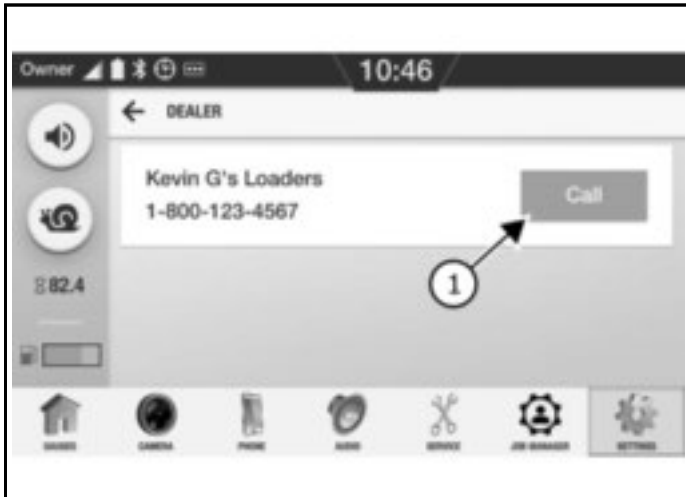 Owner
10:46
DEALER
Kevin G's Loaders
1-800-123-4567
Call
1
82.4
GAUGES CAMERA PHONE AUDIO SERVICE JOB MANAGER SETTINGS